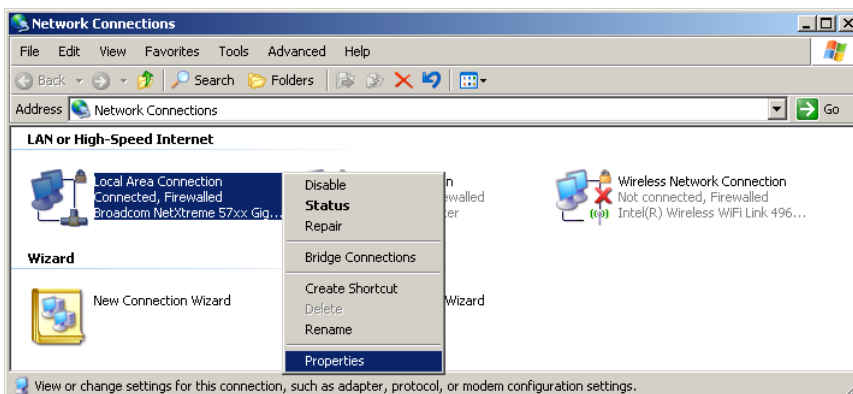 Network Connections
File Edit View Favorites Tools Advanced Help
Back Search Folders
Address Network Connections Go
LAN or High-Speed Internet
Local Area Connection
Connected, Firewalled
Broadcom NetXtreme 57xx Gig...
Disable
Status
Repair
Bridge Connections
Create Shortcut
Delete
Rename
Properties
Wireless Network Connection
Not connected, Firewalled
Intel(R) Wireless WiFi Link 496...
Wizard
New Connection Wizard
Wizard
View or change settings for this connection, such as adapter, protocol, or modem configuration settings.